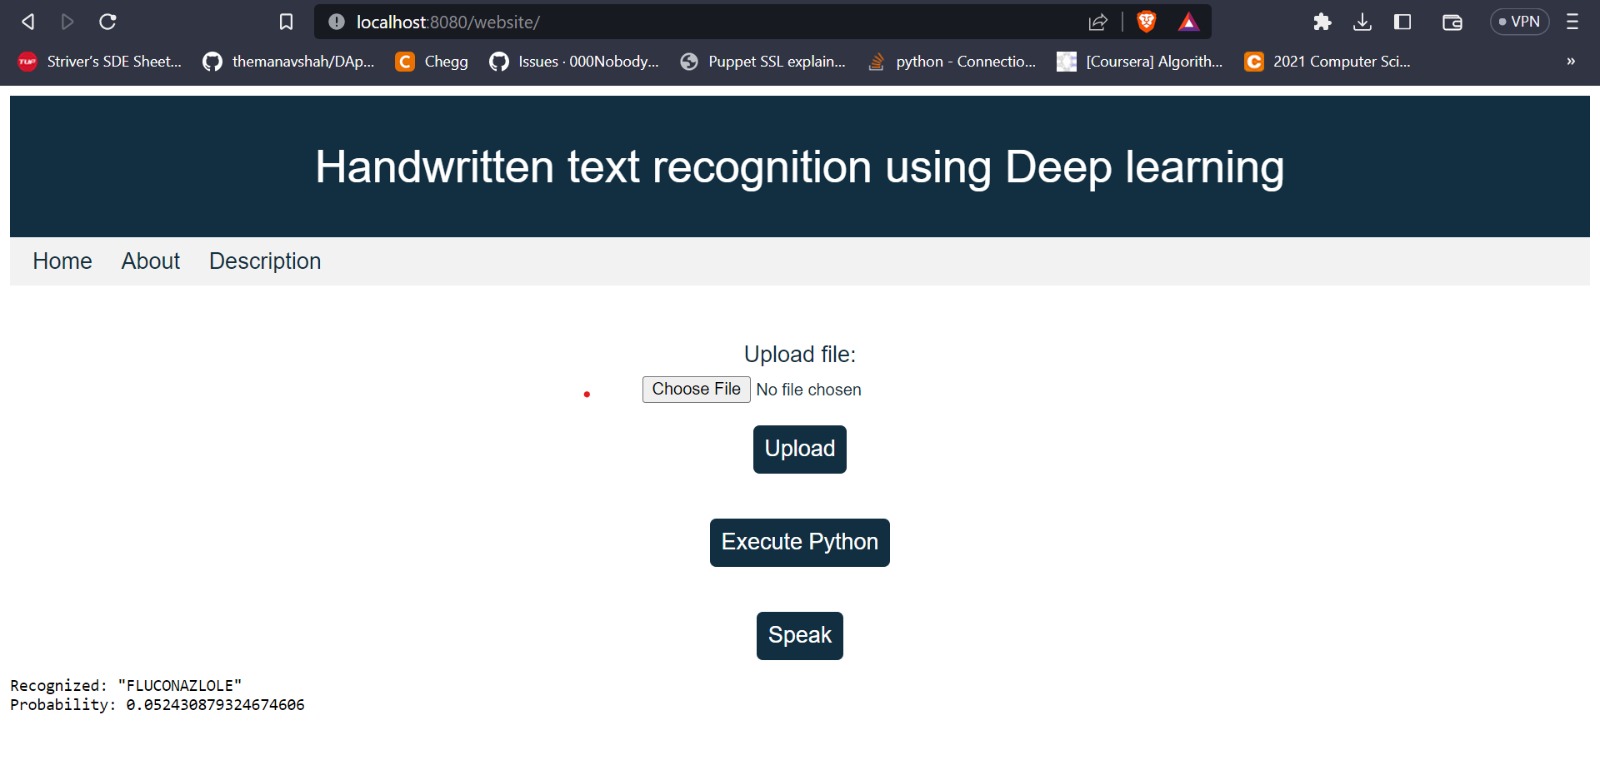 localhost:8080/website/
VPN
TUF Striver's SDE Sheet... themanavshah/DAp... C Chegg Issues · 000Nobody... Puppet SSL explain... python - Connectio... [Coursera] Algorith... C 2021 Computer Sci... »
Handwritten text recognition using Deep learning
Home About Description
Upload file:
Choose File No file chosen
Upload
Execute Python
Speak
Recognized: "FLUCONAZLOLE"
Probability: 0.052430879324674606